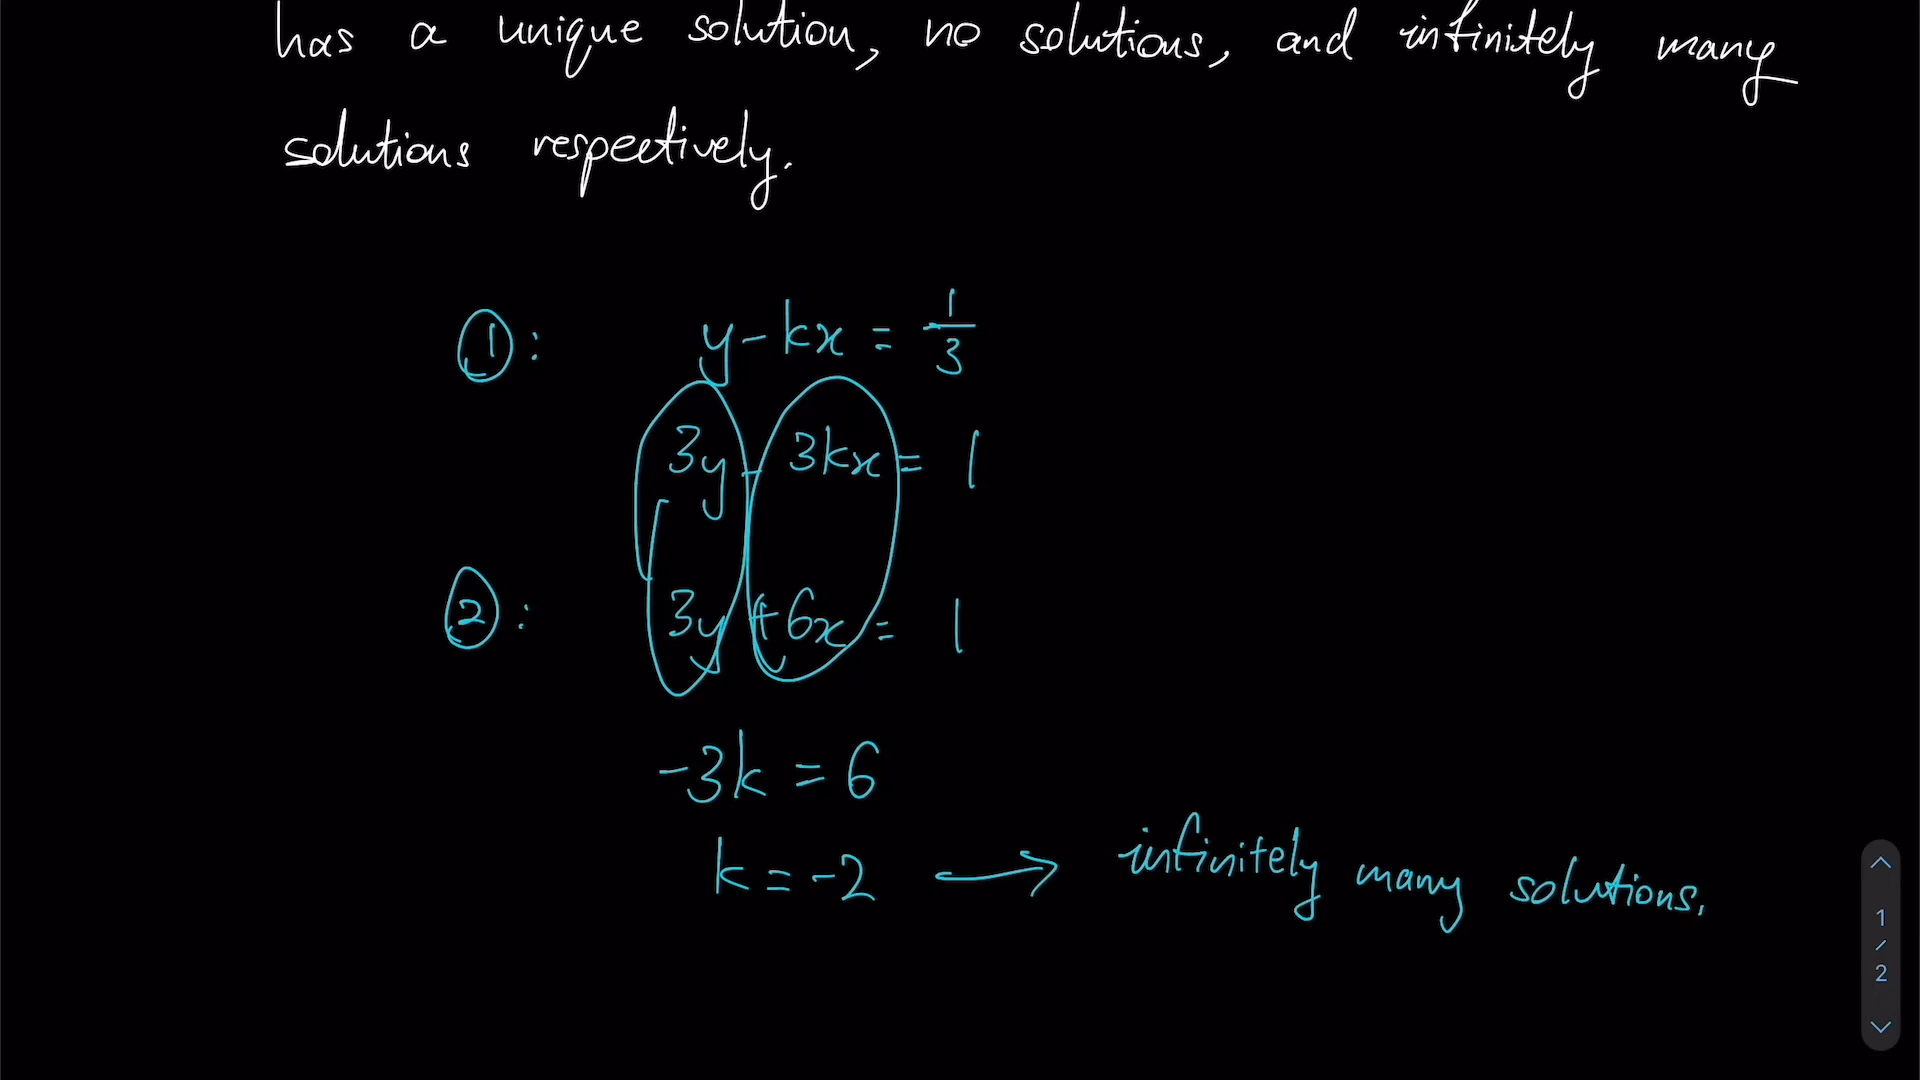 has a unique solution, no solutions, and infinitely many
solutions respectively.
①: y - kx = 1/3
3y - 3kx = 1
②: 3y + 6x = 1
-3k = 6
k = -2 → infinitely many solutions.
1
/
2